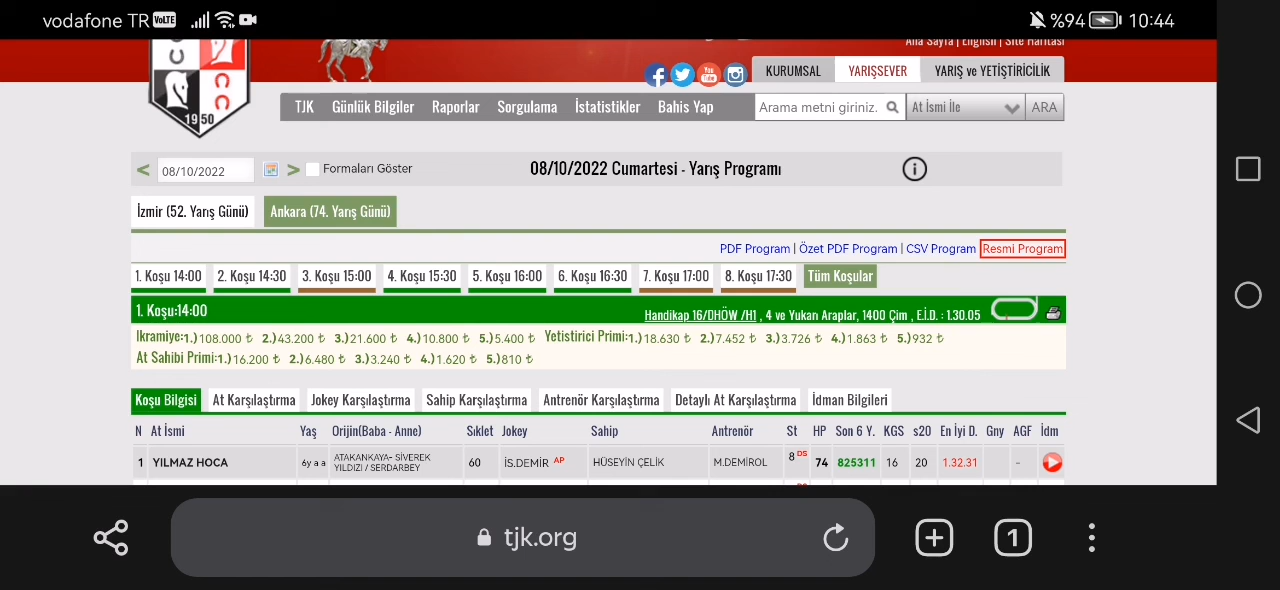 vodafone TR VoLTE %94 10:44
Ana Sayfa | English | Site Haritası
KURUMSAL YARIŞSEVER YARIŞ ve YETİŞTİRİCİLİK
TJK Günlük Bilgiler Raporlar Sorgulama İstatistikler Bahis Yap Arama metni giriniz. At İsmi İle ARA
1950
< 08/10/2022 > Formaları Göster 08/10/2022 Cumartesi - Yarış Programı
İzmir (52. Yarış Günü) Ankara (74. Yarış Günü)
PDF Program | Özet PDF Program | CSV Program Resmi Program
1. Koşu 14:00 2. Koşu 14:30 3. Koşu 15:00 4. Koşu 15:30 5. Koşu 16:00 6. Koşu 16:30 7. Koşu 17:00 8. Koşu 17:30 Tüm Koşular
1. Koşu:14:00 Handikap 16/DHÖW /H1 , 4 ve Yukarı Araplar, 1400 Çim , E.İ.D. : 1.30.05
Ikramiye:1.)108.000 ₺ 2.)43.200 ₺ 3.)21.600 ₺ 4.)10.800 ₺ 5.)5.400 ₺ Yetistirici Primi:1.)18.630 ₺ 2.)7.452 ₺ 3.)3.726 ₺ 4.)1.863 ₺ 5.)932 ₺
At Sahibi Primi:1.)16.200 ₺ 2.)6.480 ₺ 3.)3.240 ₺ 4.)1.620 ₺ 5.)810 ₺
Koşu Bilgisi At Karşılaştırma Jokey Karşılaştırma Sahip Karşılaştırma Antrenör Karşılaştırma Detaylı At Karşılaştırma İdman Bilgileri
N At İsmi Yaş Orijin(Baba - Anne) Sıklet Jokey Sahip Antrenör St HP Son 6 Y. KGS s20 En İyi D. Gny AGF İdm
1 YILMAZ HOCA 6y a a ATAKANKAYA- SİVEREK YILDIZI / SERDARBEY 60 İS.DEMİR AP HÜSEYİN ÇELİK M.DEMİROL 8 DS 74 825311 16 20 1.32.31 -
tjk.org 1